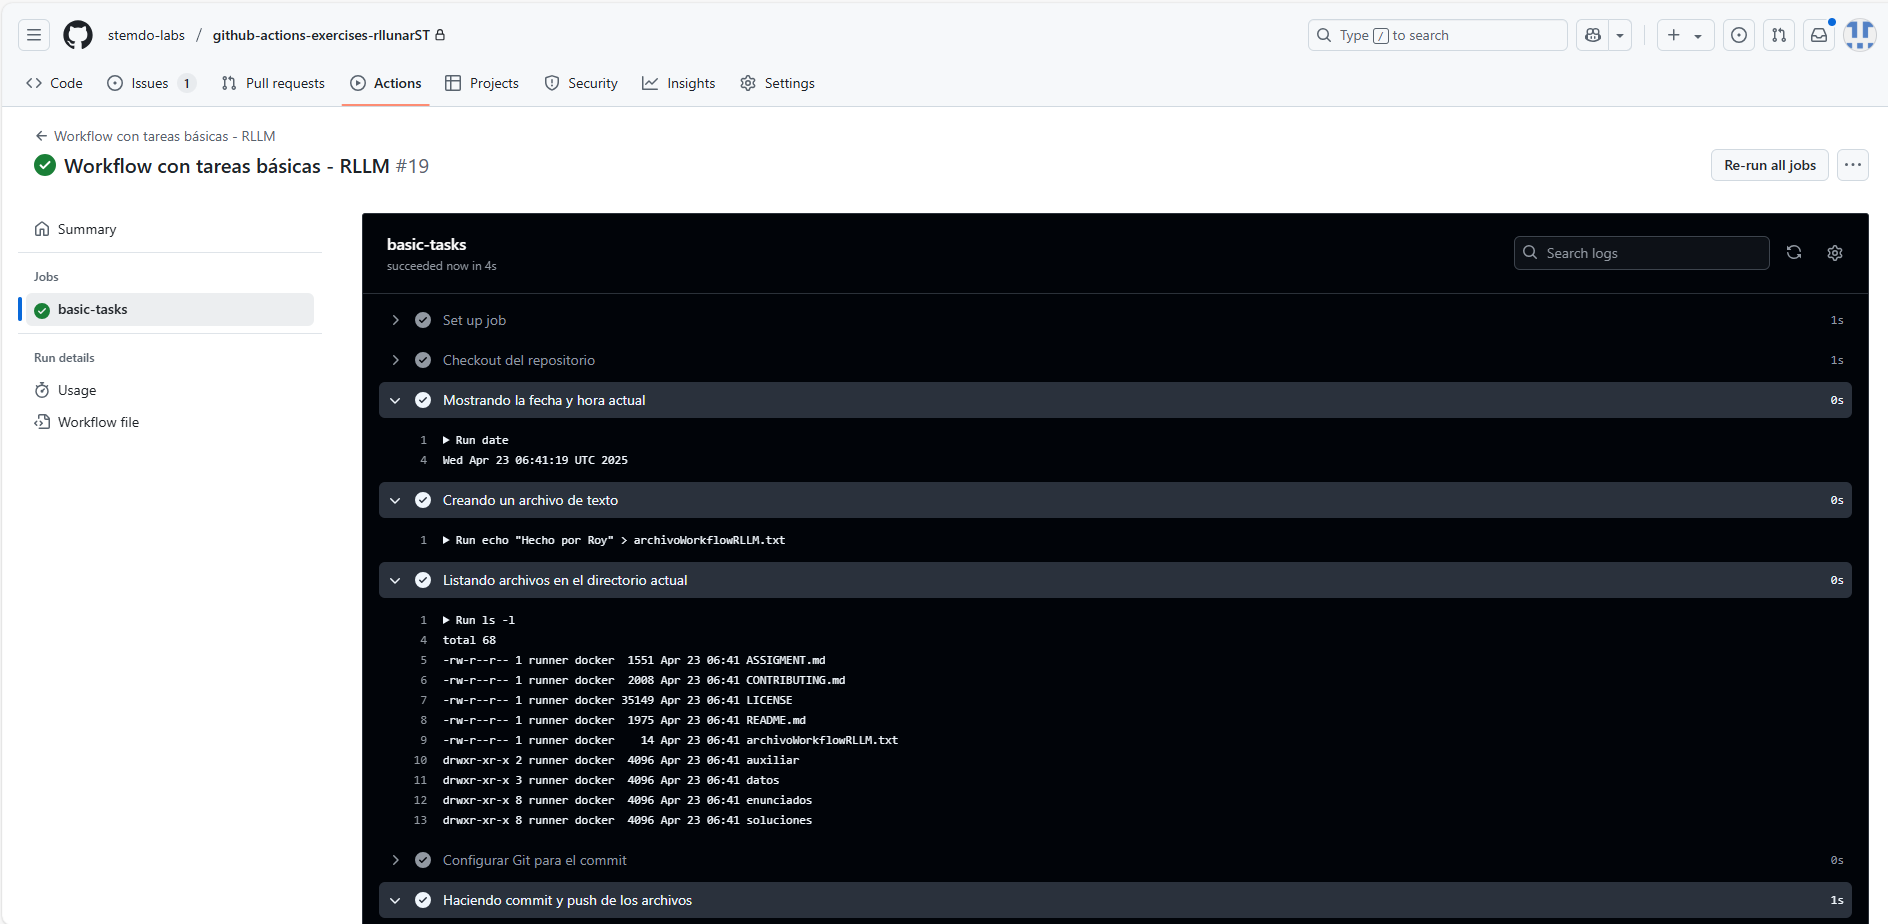 stemdo-labs / github-actions-exercises-rllunarST
Type / to search
Code
Issues 1
Pull requests
Actions
Projects
Security
Insights
Settings
Workflow con tareas básicas - RLLM
Workflow con tareas básicas - RLLM #19
Re-run all jobs
Summary
Jobs
basic-tasks
Run details
Usage
Workflow file
basic-tasks
succeeded now in 4s
Search logs
Set up job 1s
Checkout del repositorio 1s
Mostrando la fecha y hora actual 0s
1 Run date
4 Wed Apr 23 06:41:19 UTC 2025
Creando un archivo de texto 0s
1 Run echo "Hecho por Roy" > archivoWorkflowRLLM.txt
Listando archivos en el directorio actual 0s
1 Run ls -l
4 total 68
5 -rw-r--r-- 1 runner docker 1551 Apr 23 06:41 ASSIGMENT.md
6 -rw-r--r-- 1 runner docker 2008 Apr 23 06:41 CONTRIBUTING.md
7 -rw-r--r-- 1 runner docker 35149 Apr 23 06:41 LICENSE
8 -rw-r--r-- 1 runner docker 1975 Apr 23 06:41 README.md
9 -rw-r--r-- 1 runner docker 14 Apr 23 06:41 archivoWorkflowRLLM.txt
10 drwxr-xr-x 2 runner docker 4096 Apr 23 06:41 auxiliar
11 drwxr-xr-x 3 runner docker 4096 Apr 23 06:41 datos
12 drwxr-xr-x 8 runner docker 4096 Apr 23 06:41 enunciados
13 drwxr-xr-x 8 runner docker 4096 Apr 23 06:41 soluciones
Configurar Git para el commit 0s
Haciendo commit y push de los archivos 1s